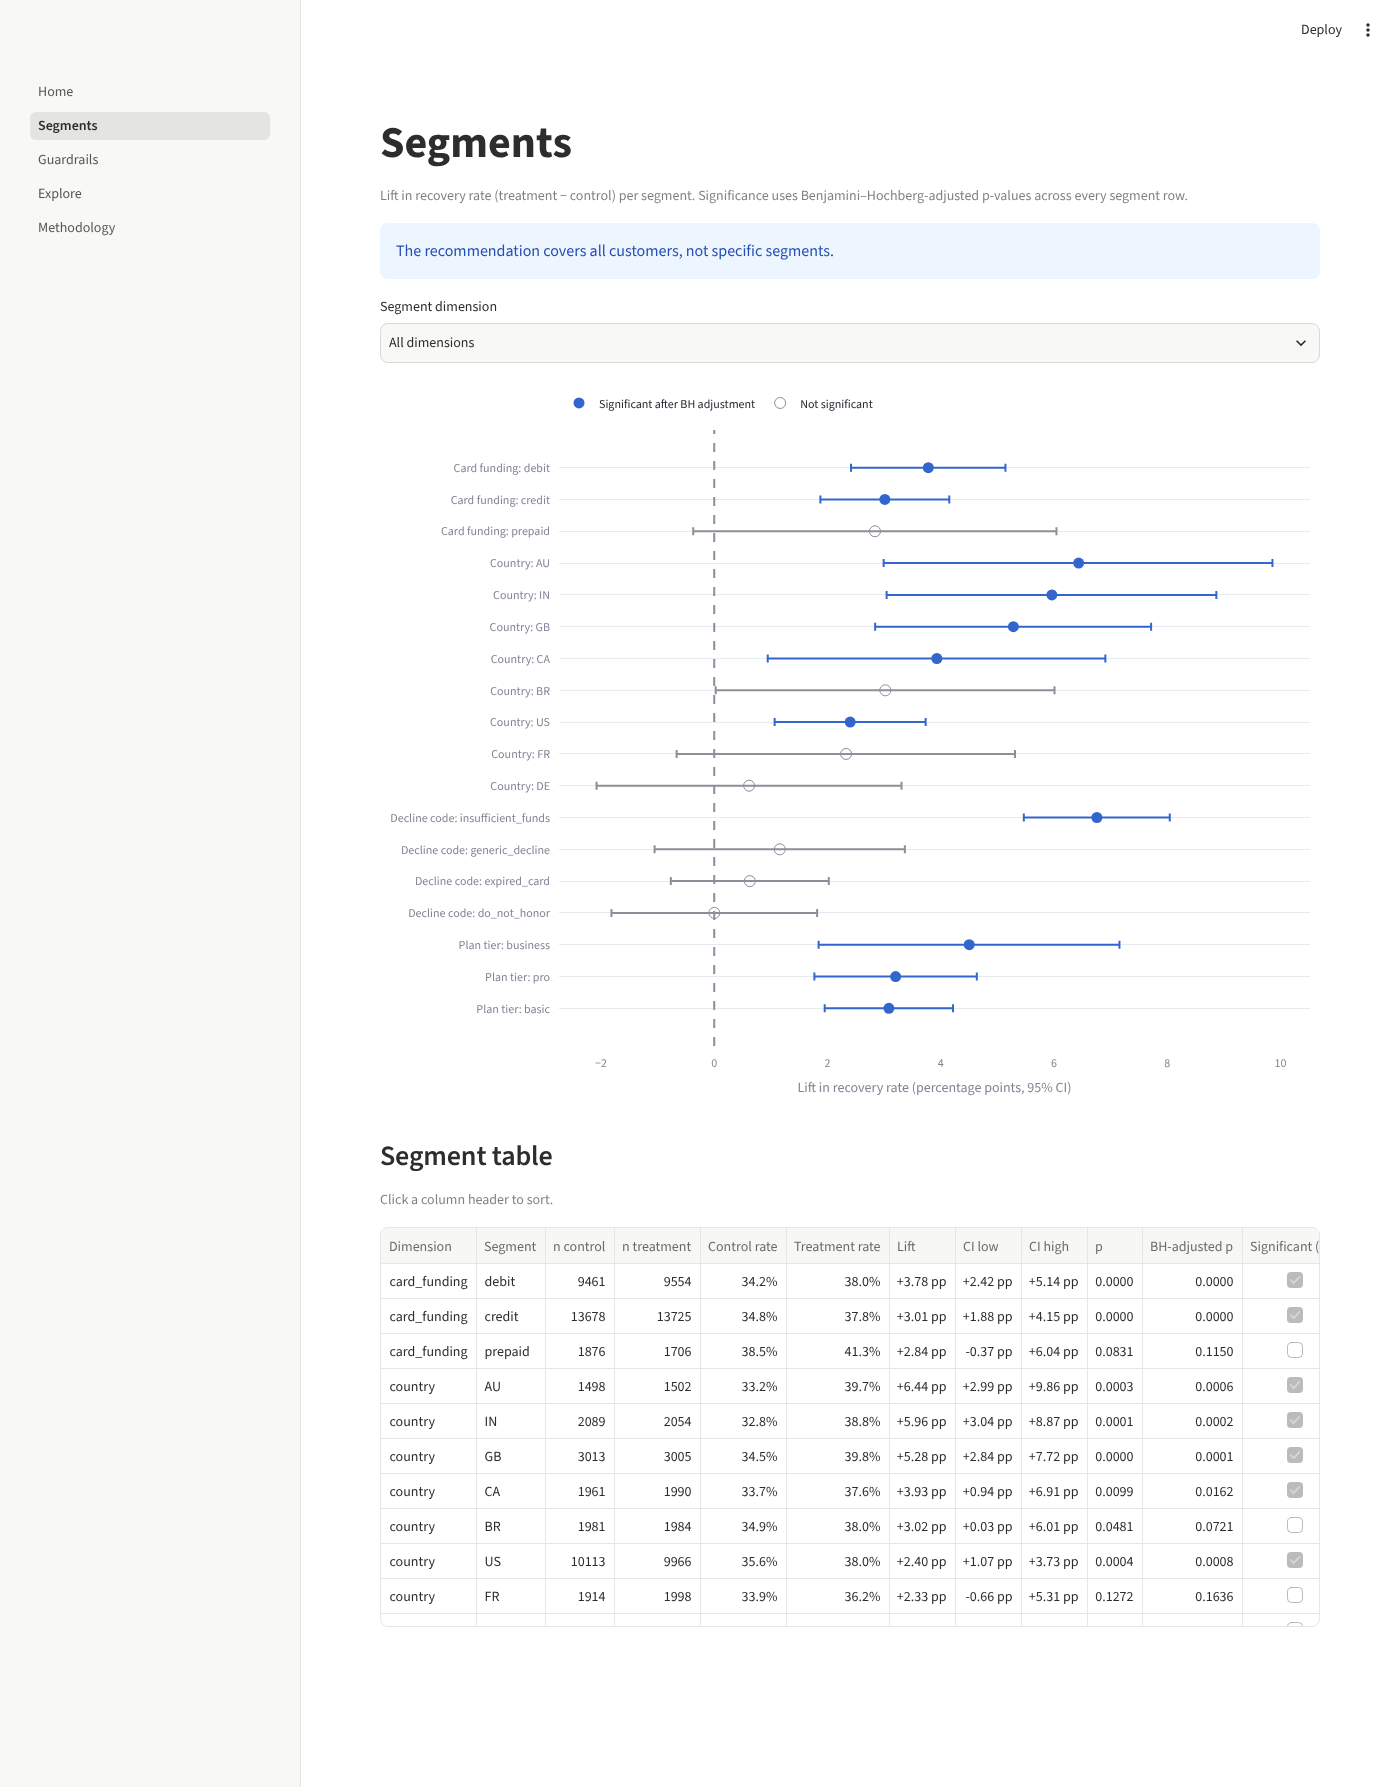 Deploy
Home
Segments
Guardrails
Explore
Methodology
Segments
Lift in recovery rate (treatment − control) per segment. Significance uses Benjamini–Hochberg-adjusted p-values across every segment row.
The recommendation covers all customers, not specific segments.
Segment dimension
All dimensions
Significant after BH adjustment Not significant
Card funding: debit
Card funding: credit
Card funding: prepaid
Country: AU
Country: IN
Country: GB
Country: CA
Country: BR
Country: US
Country: FR
Country: DE
Decline code: insufficient_funds
Decline code: generic_decline
Decline code: expired_card
Decline code: do_not_honor
Plan tier: business
Plan tier: pro
Plan tier: basic
−2 0 2 4 6 8 10
Lift in recovery rate (percentage points, 95% CI)
Segment table
Click a column header to sort.
Dimension Segment n control n treatment Control rate Treatment rate Lift CI low CI high p BH-adjusted p Significant (
card_funding debit 9461 9554 34.2% 38.0% +3.78 pp +2.42 pp +5.14 pp 0.0000 0.0000
card_funding credit 13678 13725 34.8% 37.8% +3.01 pp +1.88 pp +4.15 pp 0.0000 0.0000
card_funding prepaid 1876 1706 38.5% 41.3% +2.84 pp -0.37 pp +6.04 pp 0.0831 0.1150
country AU 1498 1502 33.2% 39.7% +6.44 pp +2.99 pp +9.86 pp 0.0003 0.0006
country IN 2089 2054 32.8% 38.8% +5.96 pp +3.04 pp +8.87 pp 0.0001 0.0002
country GB 3013 3005 34.5% 39.8% +5.28 pp +2.84 pp +7.72 pp 0.0000 0.0001
country CA 1961 1990 33.7% 37.6% +3.93 pp +0.94 pp +6.91 pp 0.0099 0.0162
country BR 1981 1984 34.9% 38.0% +3.02 pp +0.03 pp +6.01 pp 0.0481 0.0721
country US 10113 9966 35.6% 38.0% +2.40 pp +1.07 pp +3.73 pp 0.0004 0.0008
country FR 1914 1998 33.9% 36.2% +2.33 pp -0.66 pp +5.31 pp 0.1272 0.1636